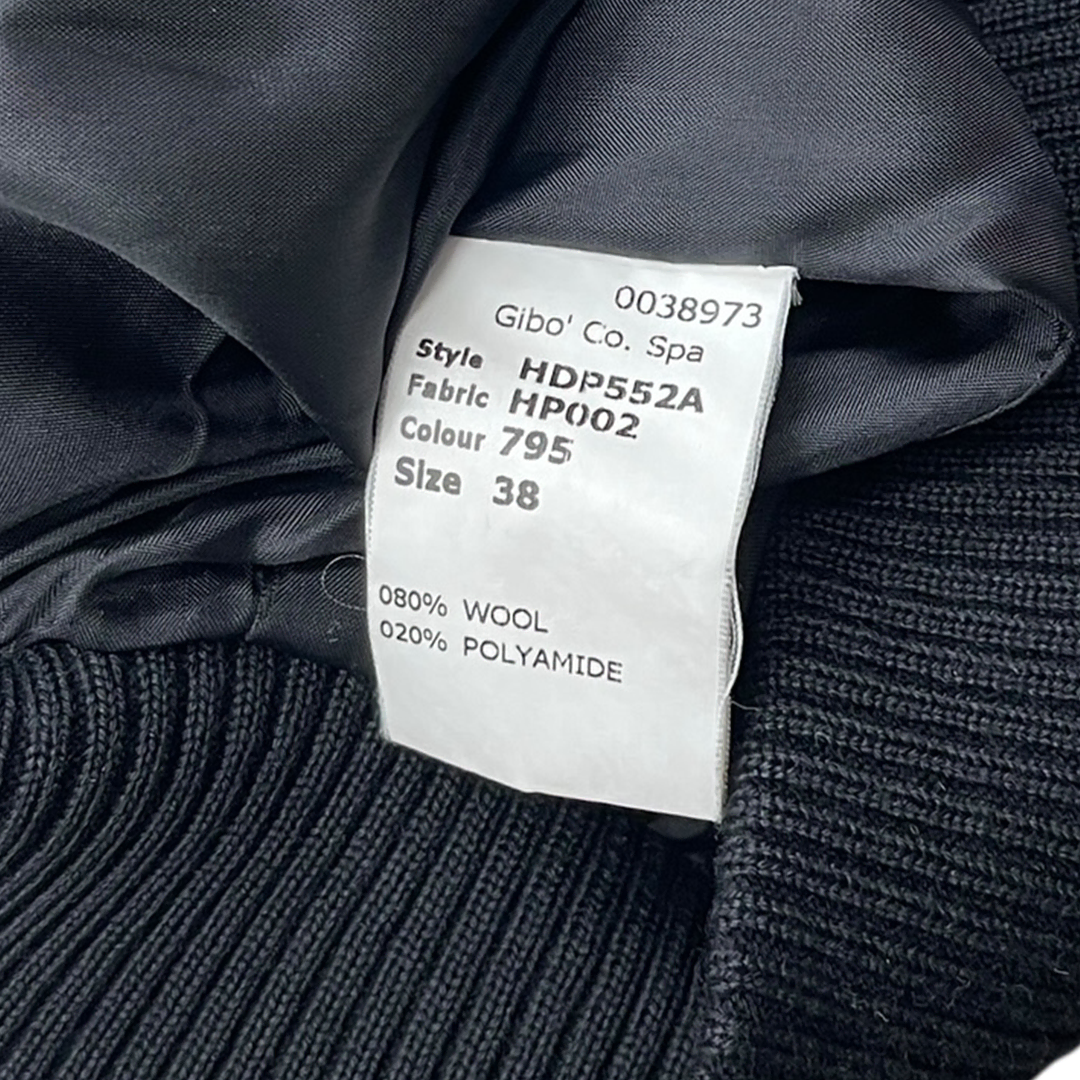 0038973
Gibo' Co. Spa
Style HDP552A
Fabric HP002
Colour 795
Size 38
080% WOOL
020% POLYAMIDE